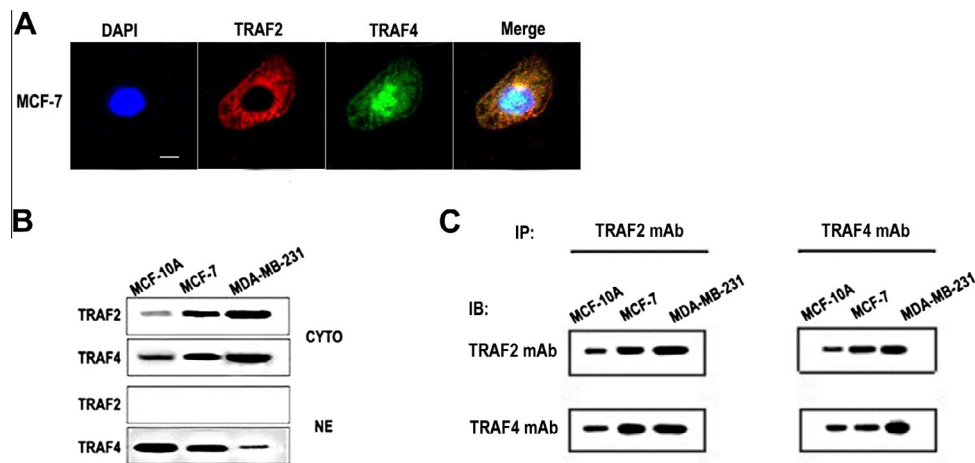 A
DAPI TRAF2 TRAF4 Merge
MCF-7
B
MCF-10A MCF-7 MDA-MB-231
TRAF2
TRAF4
CYTO
TRAF2
TRAF4
NE
C
IP: TRAF2 mAb TRAF4 mAb
IB: MCF-10A MCF-7 MDA-MB-231 MCF-10A MCF-7 MDA-MB-231
TRAF2 mAb
TRAF4 mAb